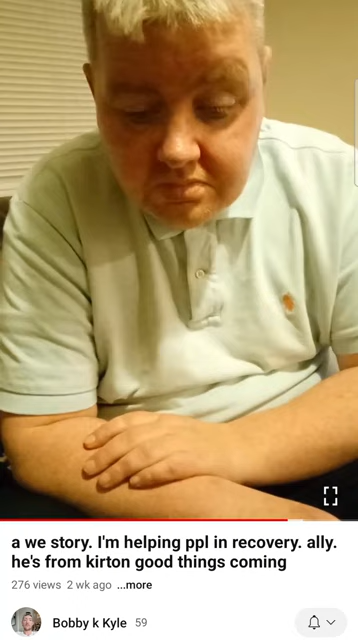 a we story. I'm helping ppl in recovery. ally.
he's from kirton good things coming
276 views 2 wk ago ...more
Bobby k Kyle 59